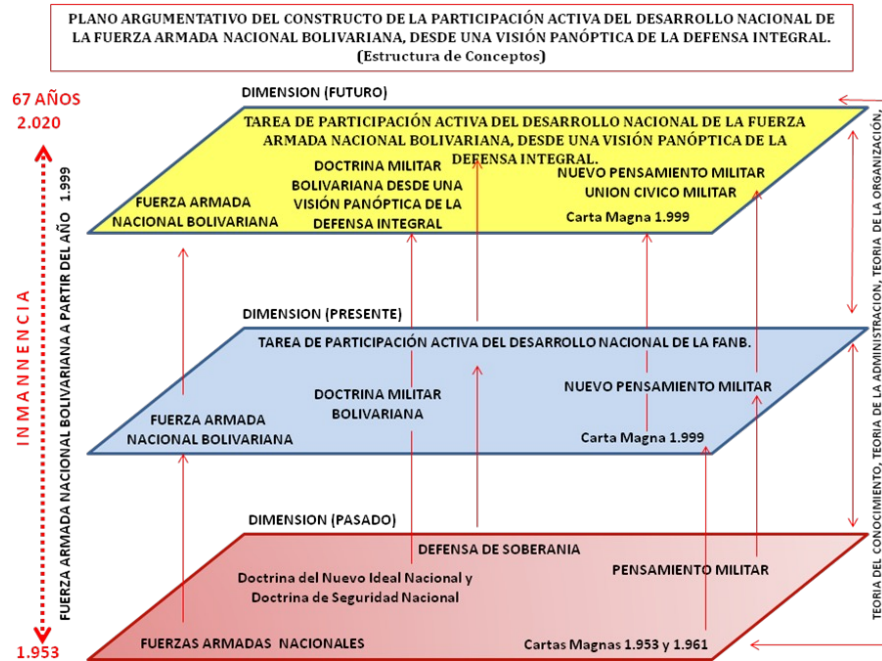 PLANO ARGUMENTATIVO DEL CONSTRUCTO DE LA PARTICIPACIÓN ACTIVA DEL DESARROLLO NACIONAL DE
LA FUERZA ARMADA NACIONAL BOLIVARIANA, DESDE UNA VISIÓN PANÓPTICA DE LA DEFENSA INTEGRAL.
(Estructura de Conceptos)
67 AÑOS
2.020
INMANNENCIA
1.953
FUERZA ARMADA NACIONAL BOLIVARIANA A PARTIR DEL AÑO 1.999
DIMENSION (FUTURO)
TAREA DE PARTICIPACIÓN ACTIVA DEL DESARROLLO NACIONAL DE LA FUERZA
ARMADA NACIONAL BOLIVARIANA, DESDE UNA VISIÓN PANÓPTICA DE LA
DEFENSA INTEGRAL.
FUERZA ARMADA
NACIONAL BOLIVARIANA
DOCTRINA MILITAR
BOLIVARIANA DESDE UNA
VISIÓN PANÓPTICA DE LA
DEFENSA INTEGRAL
NUEVO PENSAMIENTO MILITAR
UNION CIVICO MILITAR
Carta Magna 1.999
DIMENSION (PRESENTE)
TAREA DE PARTICIPACIÓN ACTIVA DEL DESARROLLO NACIONAL DE LA FANB.
FUERZA ARMADA
NACIONAL BOLIVARIANA
DOCTRINA MILITAR
BOLIVARIANA
NUEVO PENSAMIENTO MILITAR
Carta Magna 1.999
DIMENSION (PASADO)
DEFENSA DE SOBERANIA
Doctrina del Nuevo Ideal Nacional y
Doctrina de Seguridad Nacional
PENSAMIENTO MILITAR
FUERZAS ARMADAS NACIONALES
Cartas Magnas 1.953 y 1.961
TEORIA DEL CONOCIMIENTO, TEORIA DE LA ADMINISTRACION, TEORIA DE LA ORGANIZACIÓN,